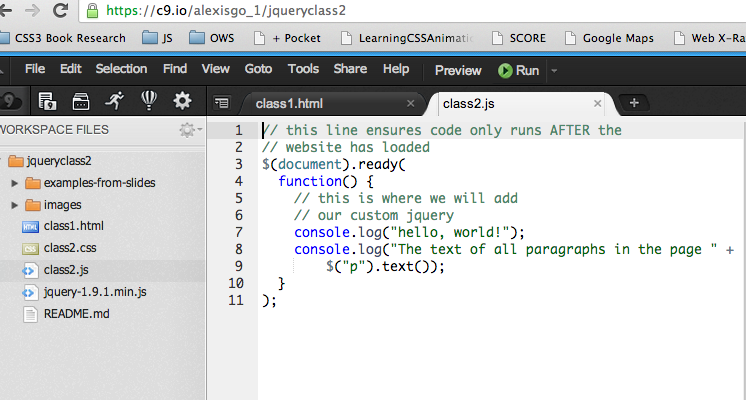 https://c9.io/alexisgo_1/jqueryclass2
CSS3 Book Research JS OWS + Pocket LearningCSSAnimatio SCORE Google Maps Web X-Ra
File Edit Selection Find View Goto Tools Share Help Preview Run
9 class1.html × class2.js × +
WORKSPACE FILES
jqueryclass2
examples-from-slides
images
HTML class1.html
CSS class2.css
class2.js
jquery-1.9.1.min.js
README.md
1 // this line ensures code only runs AFTER the
2 // website has loaded
3 $(document).ready(
4 function() {
5 // this is where we will add
6 // our custom jquery
7 console.log("hello, world!");
8 console.log("The text of all paragraphs in the page " +
9 $("p").text());
10 }
11 );